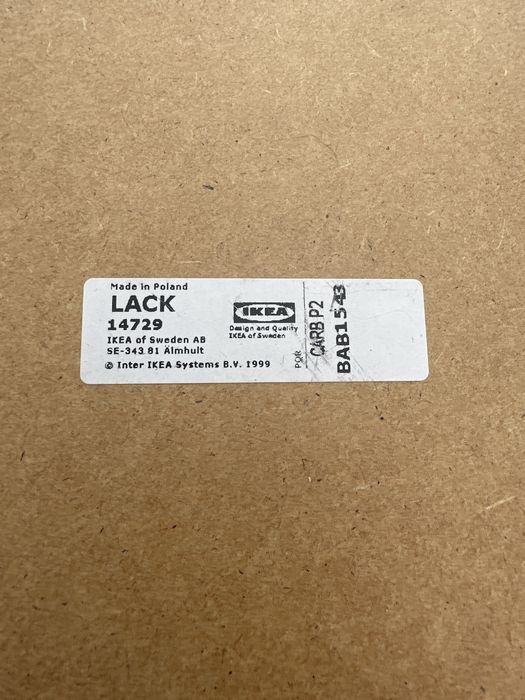 Made in Poland
LACK
14729
IKEA of Sweden AB
SE-343 81 Älmhult
© Inter IKEA Systems B.V. 1999
IKEA
Design and Quality
IKEA of Sweden
POR
CARB P2
BAB1543